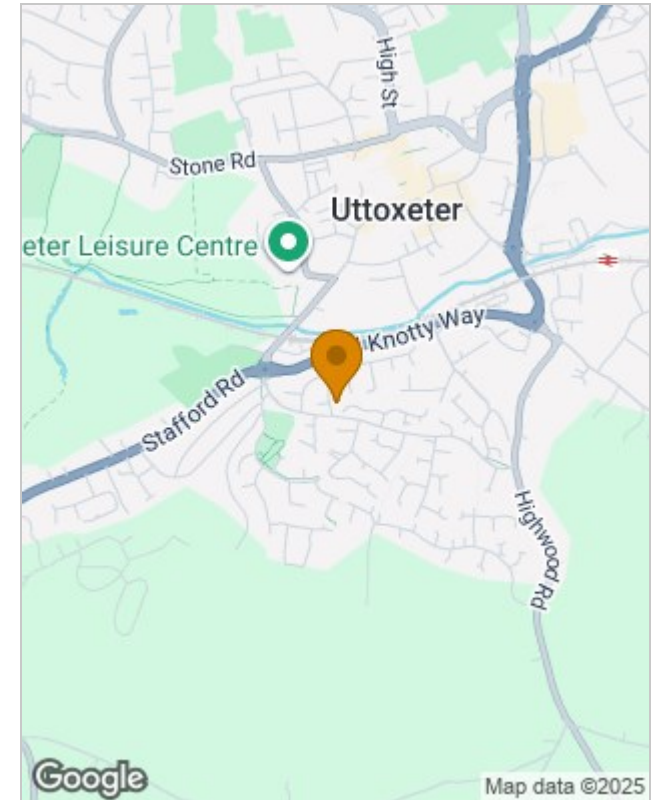 High St
Stone Rd
Uttoxeter
eter Leisure Centre
Knotty Way
Stafford Rd
Highwood Rd
Google
Map data ©2025